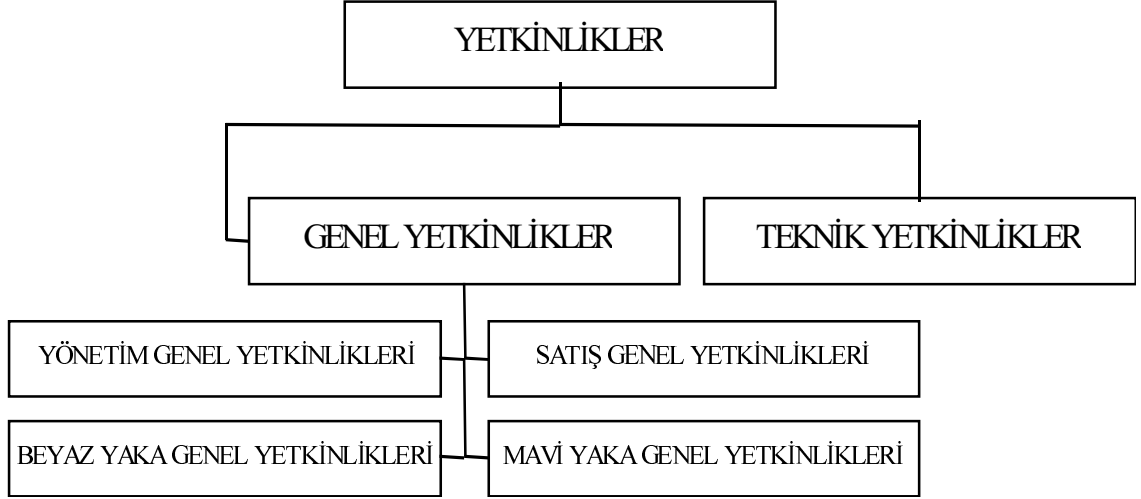 YETKİNLİKLER
GENEL YETKİNLİKLER
TEKNİK YETKİNLİKLER
YÖNETİM GENEL YETKİNLİKLERİ
SATIŞ GENEL YETKİNLİKLERİ
BEYAZ YAKA GENEL YETKİNLİKLERİ
MAVİ YAKA GENEL YETKİNLİKLERİ